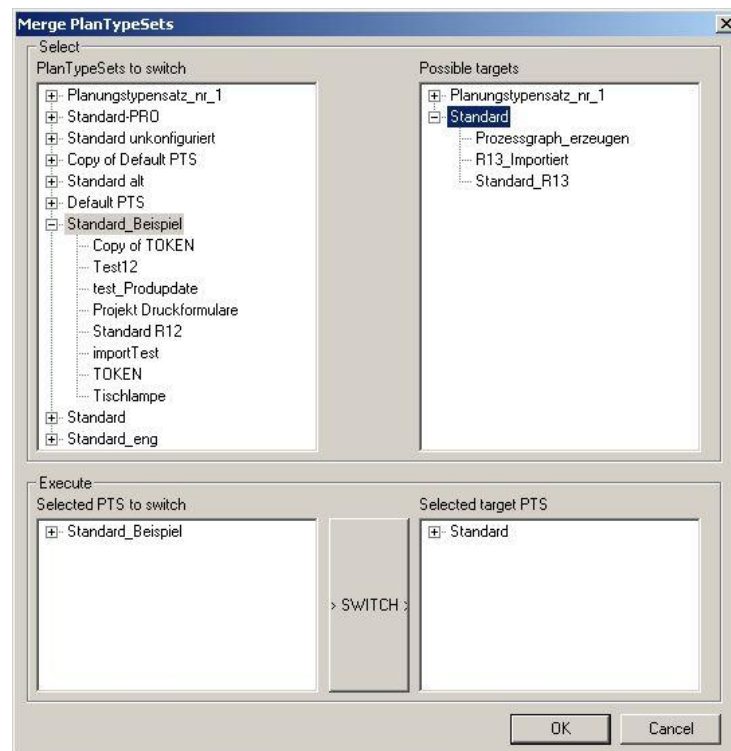 Merge PlanTypeSets
Select
PlanTypeSets to switch
Planungstypensatz_nr_1
Standard-PRO
Standard unkonfiguriert
Copy of Default PTS
Standard alt
Default PTS
Standard_Beispiel
Copy of TOKEN
Test12
test_Produpdate
Projekt Druckformulare
Standard R12
importTest
TOKEN
Tischlampe
Standard
Standard_eng
Possible targets
Planungstypensatz_nr_1
Standard
Prozessgraph_erzeugen
R13_Importiert
Standard_R13
Execute
Selected PTS to switch
Standard_Beispiel
> SWITCH >
Selected target PTS
Standard
OK
Cancel